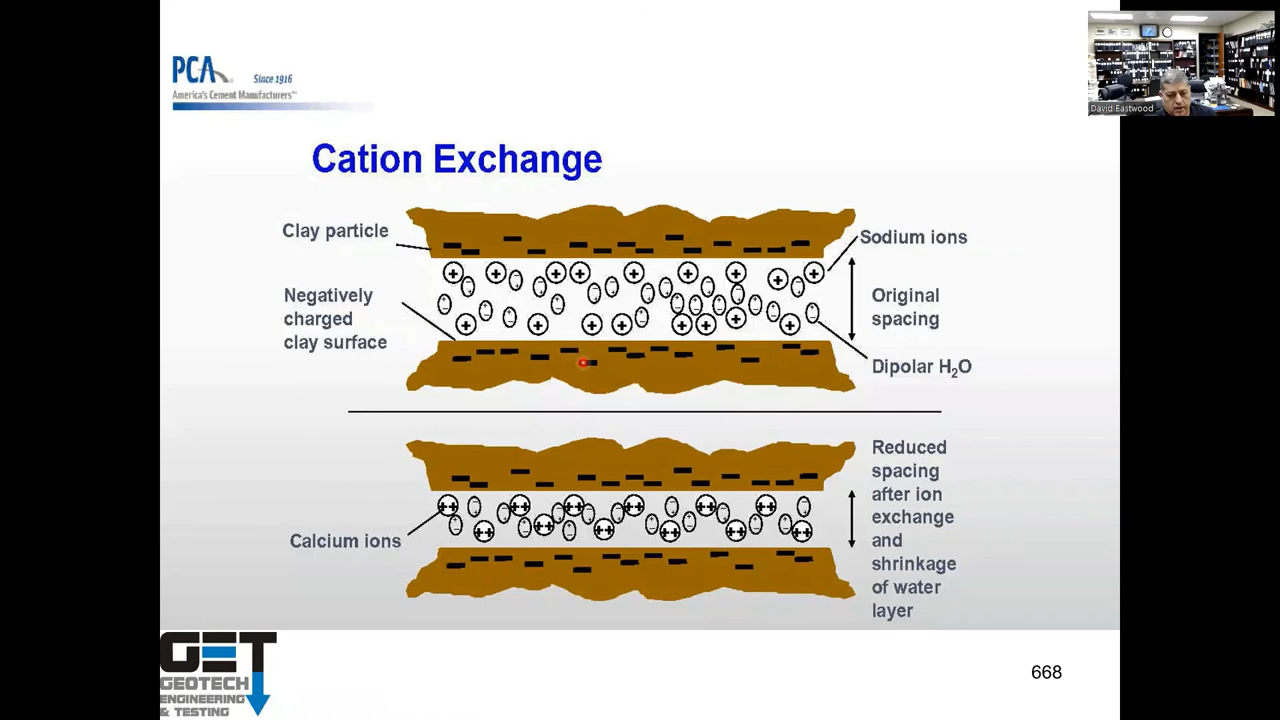 PCA
Since 1916
America's Cement Manufacturers™
David Eastwood
Cation Exchange
Clay particle
Sodium ions
Negatively
charged
clay surface
Original
spacing
Dipolar H₂O
Calcium ions
Reduced
spacing
after ion
exchange
and
shrinkage
of water
layer
GET
GEOTECH
ENGINEERING
& TESTING
668